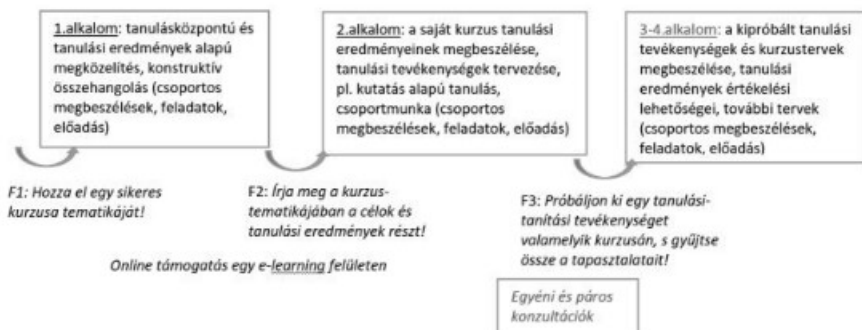 1.alkalom: tanulásközpontú és
tanulási eredmények alapú
megközelítés, konstruktív
összehangolás (csoportos
megbeszélések, feladatok,
előadás)
2.alkalom: a saját kurzus tanulási
eredményeinek megbeszélése,
tanulási tevékenységek tervezése,
pl. kutatás alapú tanulás,
csoportmunka (csoportos
megbeszélések, feladatok, előadás)
3-4.alkalom: a kipróbált tanulási
tevékenységek és kurzustervek
megbeszélése, tanulási
eredmények értékelési
lehetőségei, további tervek
(csoportos megbeszélések,
feladatok, előadás)
F1: Hozza el egy sikeres
kurzusa tematikáját!
F2: Írja meg a kurzus-
tematikájában a célok és
tanulási eredmények részt!
F3: Próbáljon ki egy tanulási-
tanítási tevékenységet
valamelyik kurzusán, s gyűjtse
össze a tapasztalatait!
Online támogatás egy e-learning felületen
Egyéni és páros
konzultációk